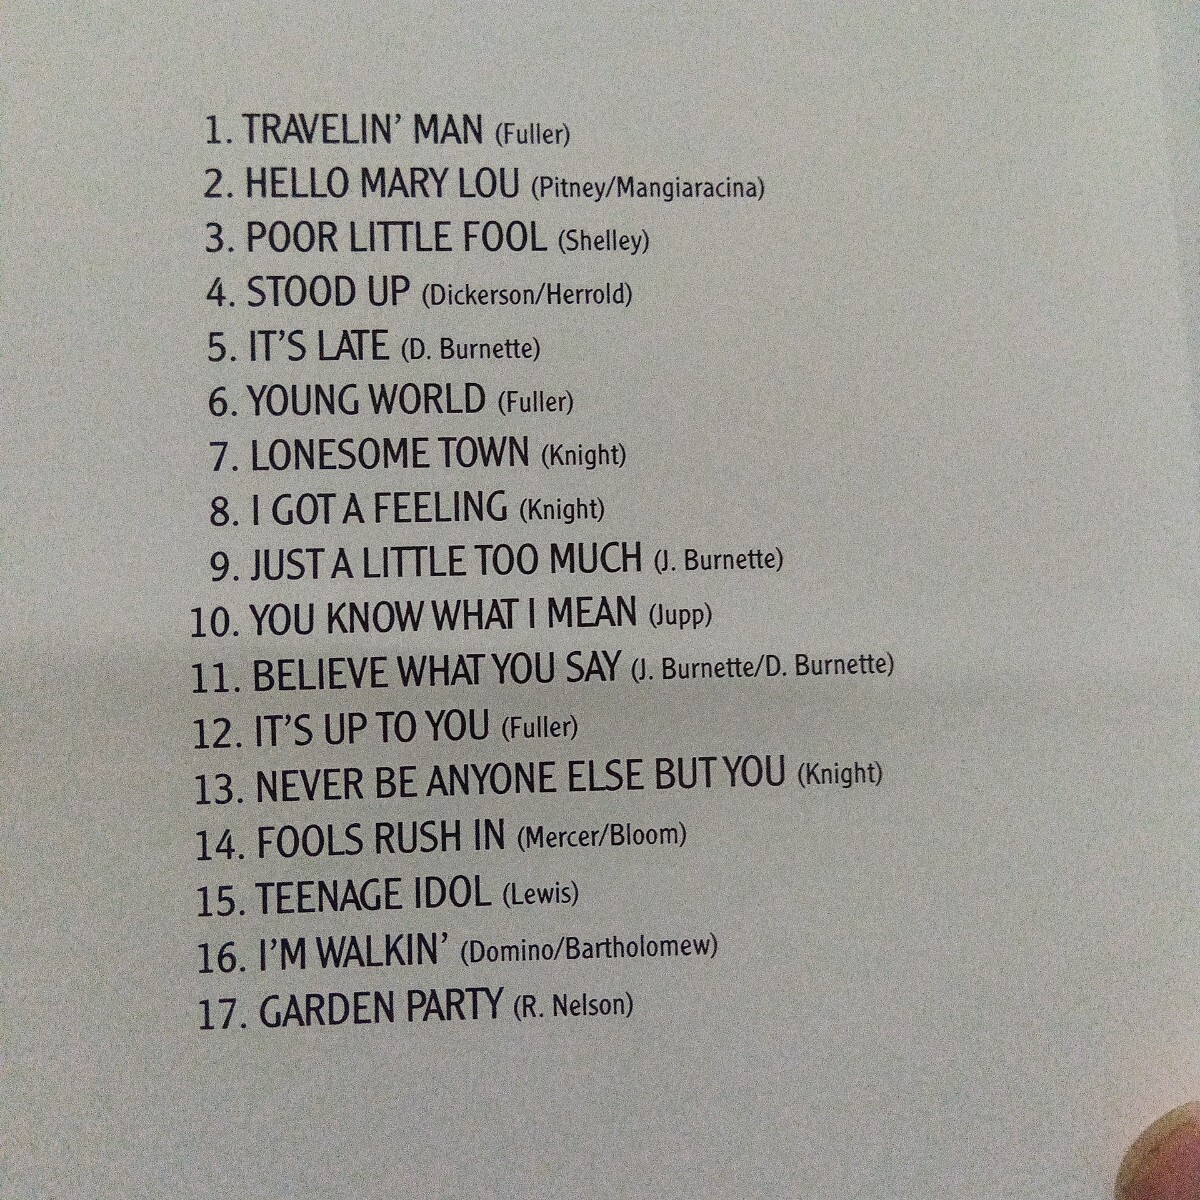 1. TRAVELIN' MAN (Fuller)
2. HELLO MARY LOU (Pitney/Mangiaracina)
3. POOR LITTLE FOOL (Shelley)
4. STOOD UP (Dickerson/Herrold)
5. IT'S LATE (D. Burnette)
6. YOUNG WORLD (Fuller)
7. LONESOME TOWN (Knight)
8. I GOT A FEELING (Knight)
9. JUST A LITTLE TOO MUCH (J. Burnette)
10. YOU KNOW WHAT I MEAN (Jupp)
11. BELIEVE WHAT YOU SAY (J. Burnette/D. Burnette)
12. IT'S UP TO YOU (Fuller)
13. NEVER BE ANYONE ELSE BUT YOU (Knight)
14. FOOLS RUSH IN (Mercer/Bloom)
15. TEENAGE IDOL (Lewis)
16. I'M WALKIN' (Domino/Bartholomew)
17. GARDEN PARTY (R. Nelson)